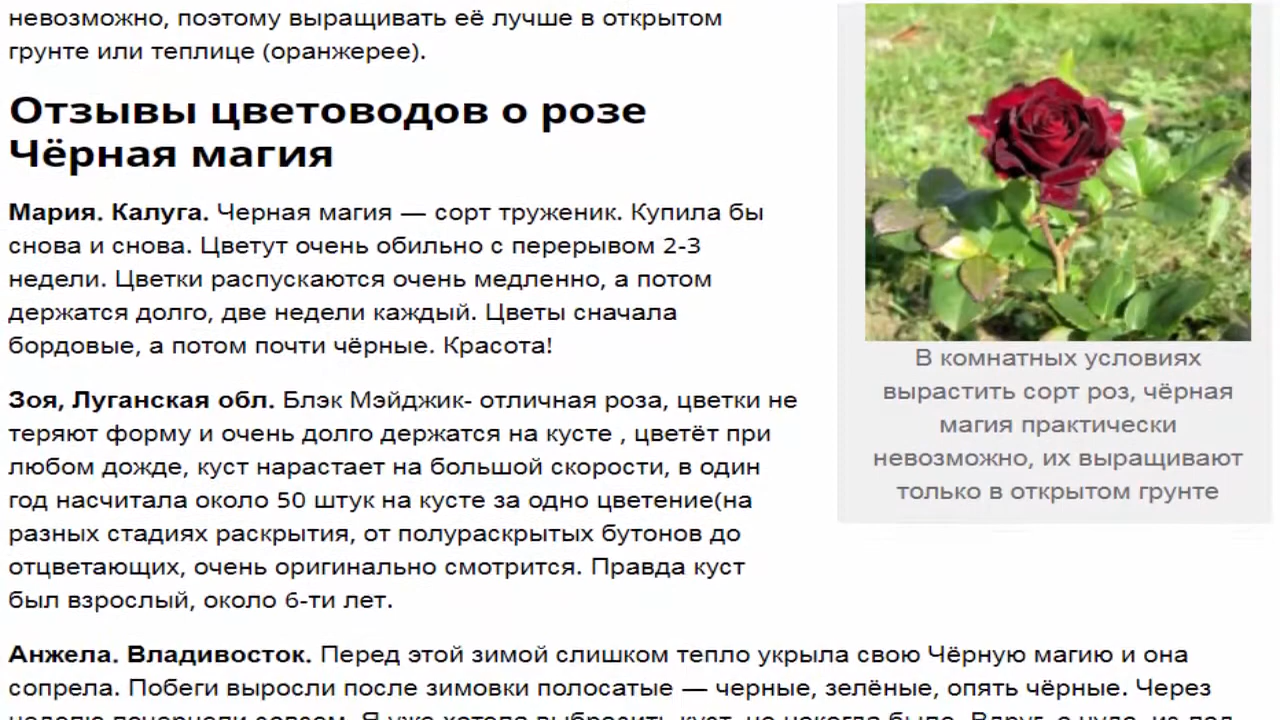 невозможно, поэтому выращивать её лучше в открытом
грунте или теплице (оранжерее).
Отзывы цветоводов о розе
Чёрная магия
Мария. Калуга. Черная магия — сорт труженик. Купила бы
снова и снова. Цветут очень обильно с перерывом 2-3
недели. Цветки распускаются очень медленно, а потом
держатся долго, две недели каждый. Цветы сначала
бордовые, а потом почти чёрные. Красота!
Зоя, Луганская обл. Блэк Мэйджик- отличная роза, цветки не
теряют форму и очень долго держатся на кусте , цветёт при
любом дожде, куст нарастает на большой скорости, в один
год насчитала около 50 штук на кусте за одно цветение(на
разных стадиях раскрытия, от полураскрытых бутонов до
отцветающих, очень оригинально смотрится. Правда куст
был взрослый, около 6-ти лет.
В комнатных условиях
вырастить сорт роз, чёрная
магия практически
невозможно, их выращивают
только в открытом грунте
Анжела. Владивосток. Перед этой зимой слишком тепло укрыла свою Чёрную магию и она
сопрела. Побеги выросли после зимовки полосатые — черные, зелёные, опять чёрные. Через